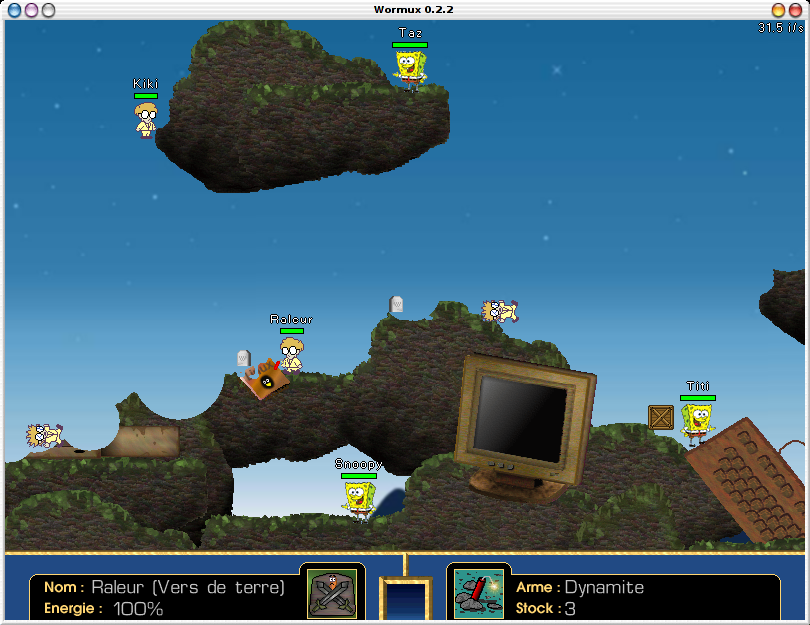 Wormux 0.2.2
31.5 i/s
Taz
Kiki
Raleur
Titi
Snoopy
Nom : Raleur (Vers de terre)
Energie : 100%
Arme : Dynamite
Stock : 3